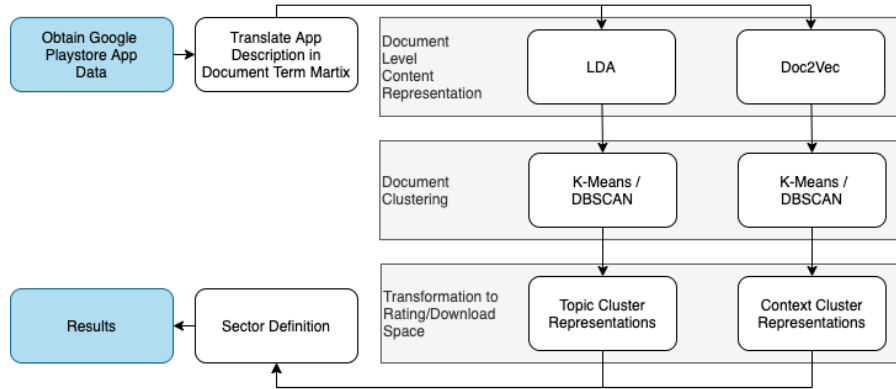 Obtain Google
Playstore App
Data
Translate App
Description in
Document Term Martix
Document
Level
Content
Representation
LDA
Doc2Vec
Document
Clustering
K-Means /
DBSCAN
K-Means /
DBSCAN
Transformation to
Rating/Download
Space
Topic Cluster
Representations
Context Cluster
Representations
Sector Definition
Results